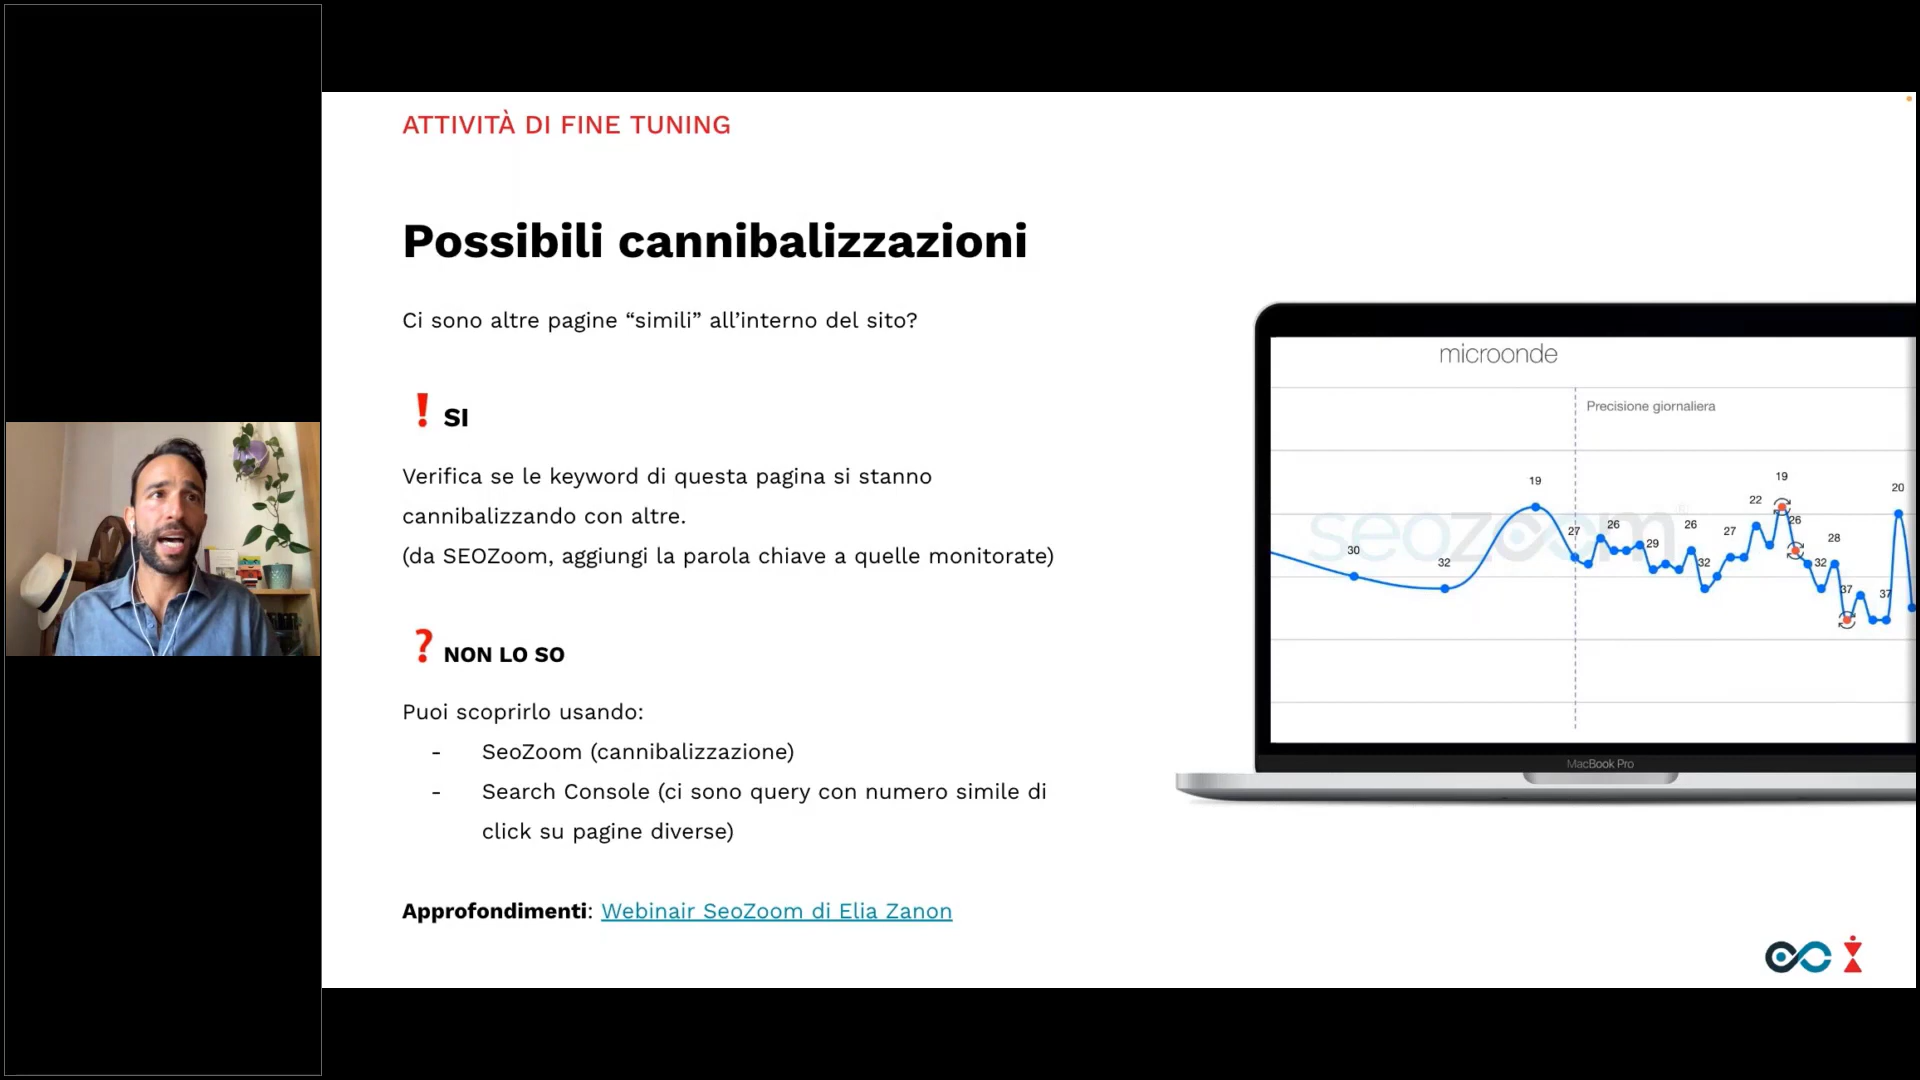 ATTIVITÀ DI FINE TUNING
Possibili cannibalizzazioni
Ci sono altre pagine “simili” all’interno del sito?
❗ SI
Verifica se le keyword di questa pagina si stanno
cannibalizzando con altre.
(da SEOZoom, aggiungi la parola chiave a quelle monitorate)
❓ NON LO SO
Puoi scoprirlo usando:
- SeoZoom (cannibalizzazione)
- Search Console (ci sono query con numero simile di
click su pagine diverse)
Approfondimenti: Webinair SeoZoom di Elia Zanon
microonde
Precisione giornaliera
seozoom
30
32
19
27
26
29
26
32
27
22
19
26
32
28
37
37
20
MacBook Pro